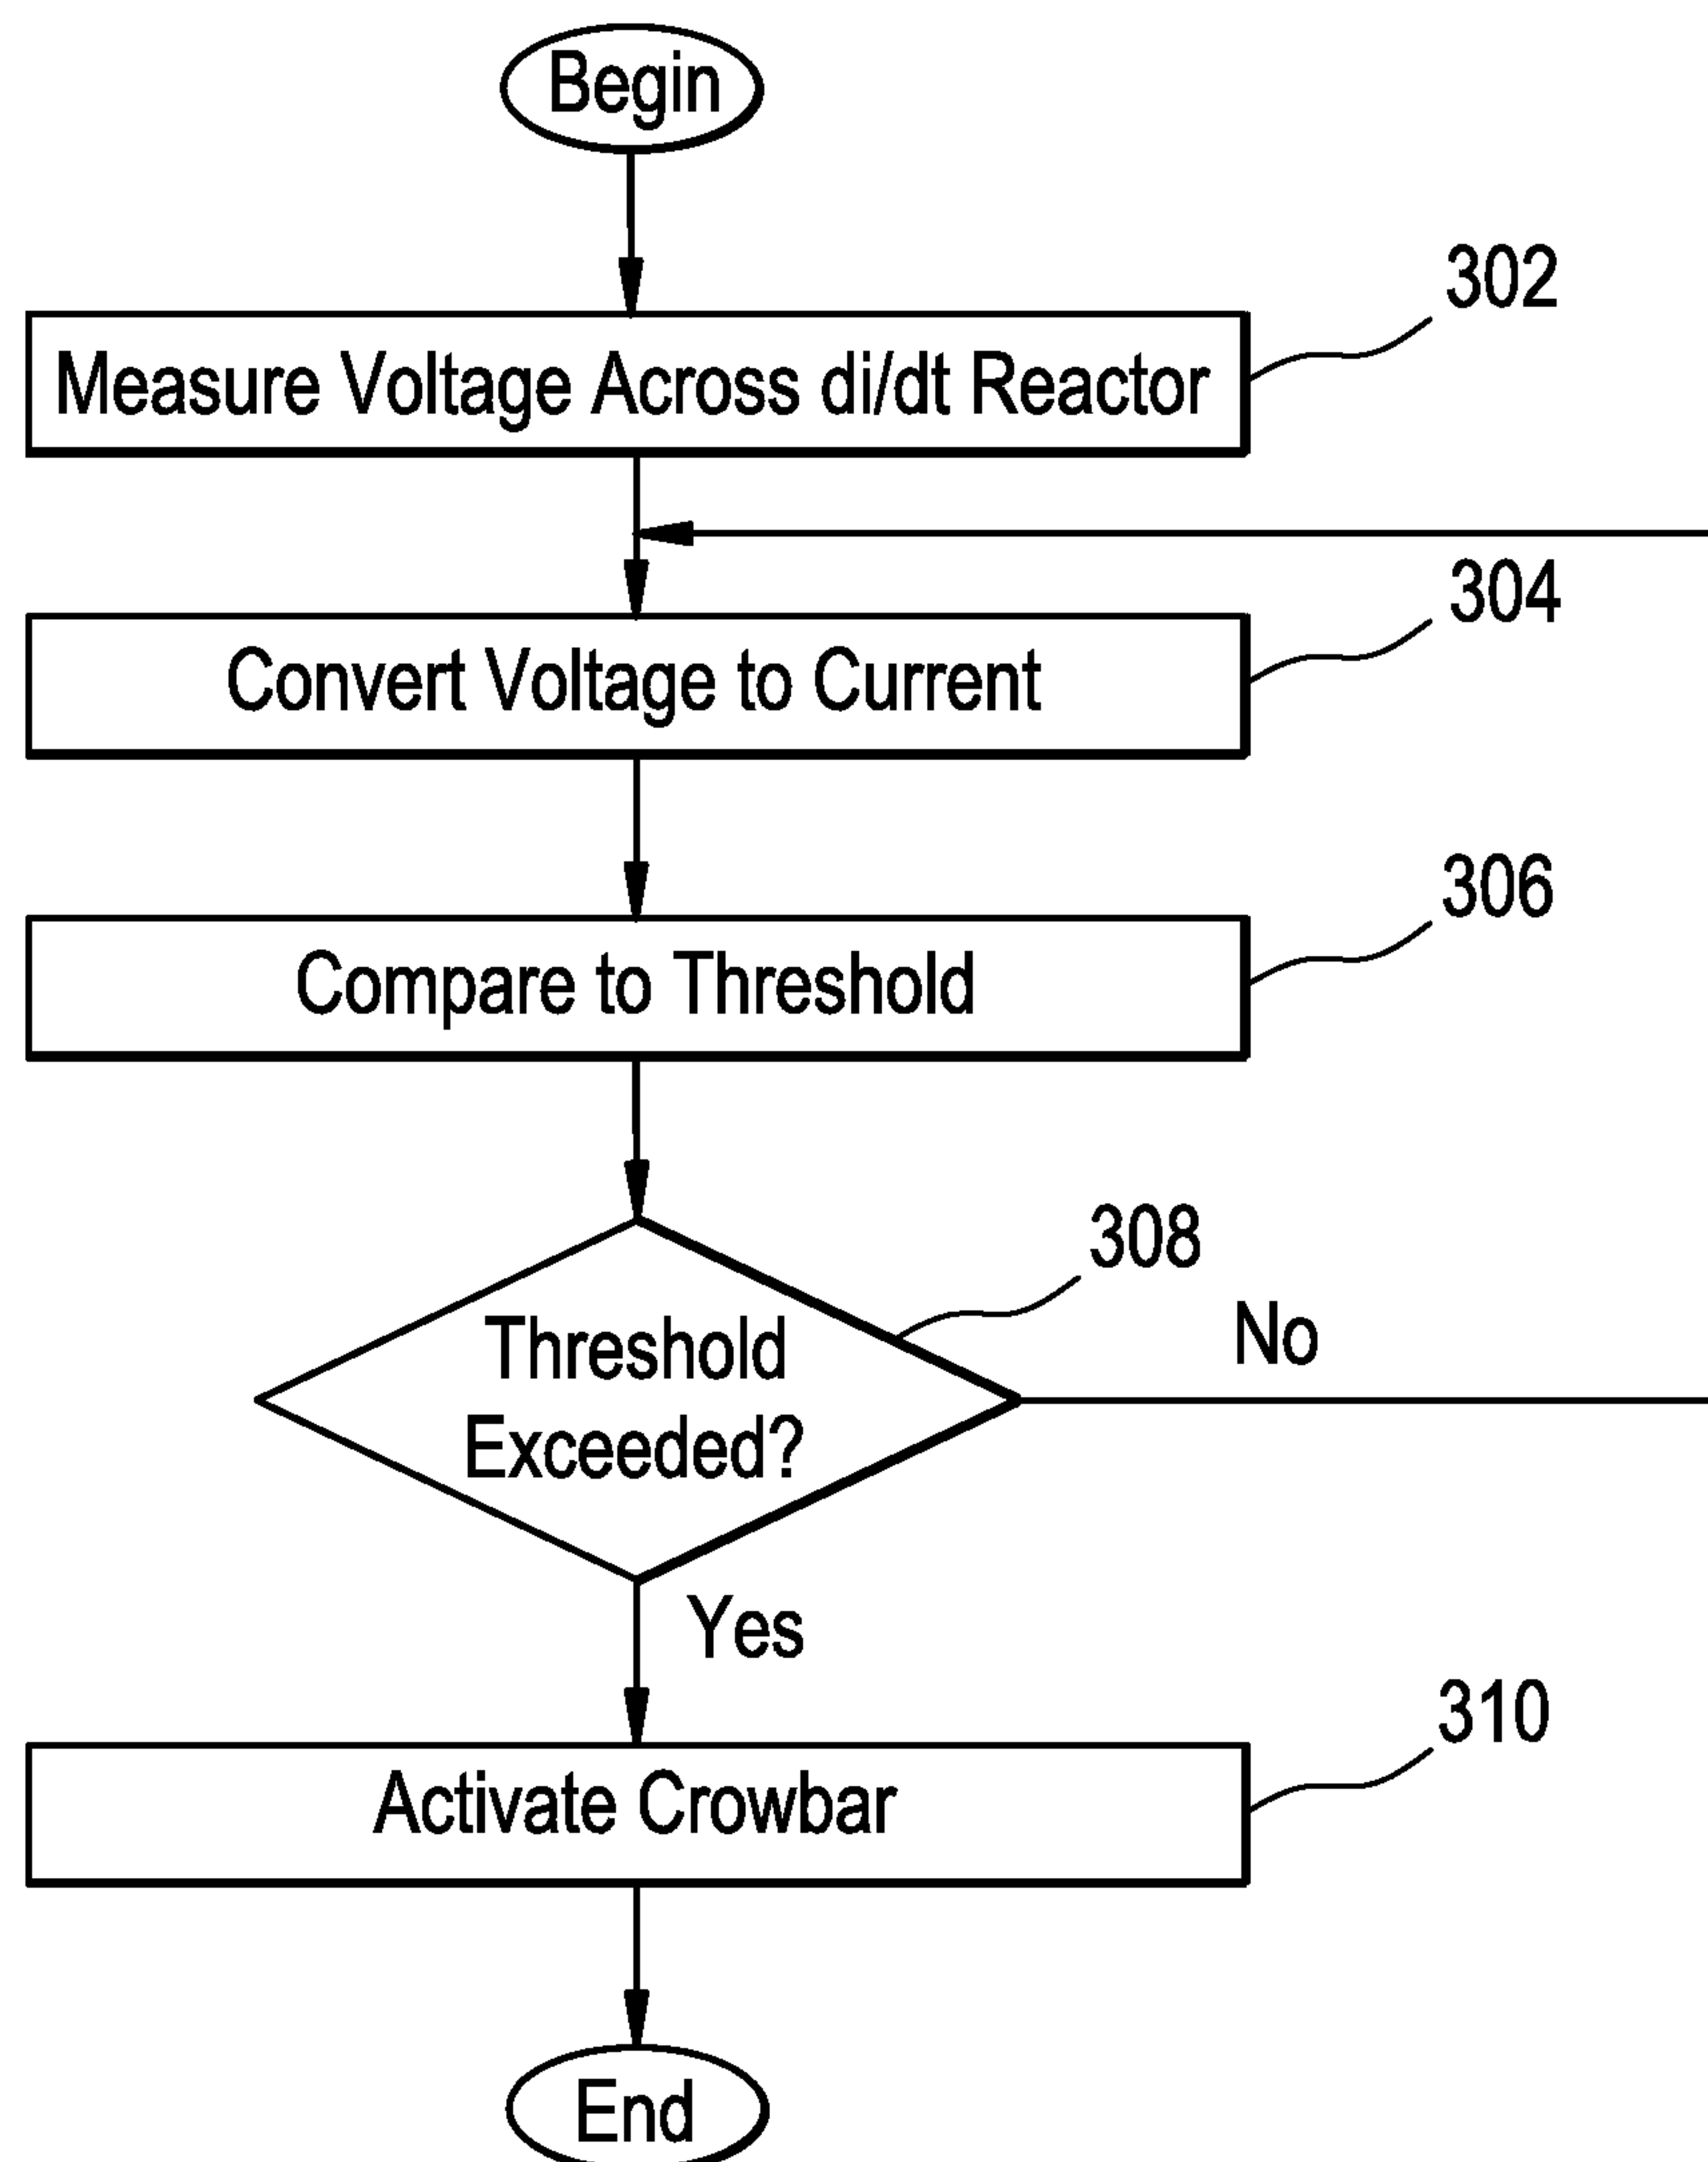 Begin
302
Measure Voltage Across di/dt Reactor
304
Convert Voltage to Current
306
Compare to Threshold
308
Threshold
Exceeded?
No
Yes
310
Activate Crowbar
End